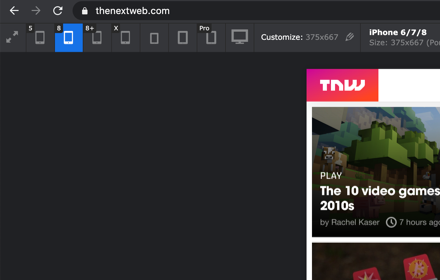 thenextweb.com
5
8
8+
X
Pro
Customize: 375x667
iPhone 6/7/8
Size: 375x667 (Po
TNW
PLAY
The 10 video games
2010s
by Rachel Kaser
7 hours ago